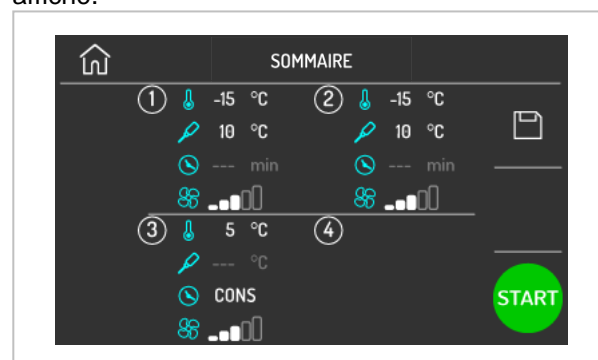 SOMMAIRE
1 -15 °C 2 -15 °C
10 °C 10 °C
--- min --- min
3 5 °C 4
--- °C
CONS
START